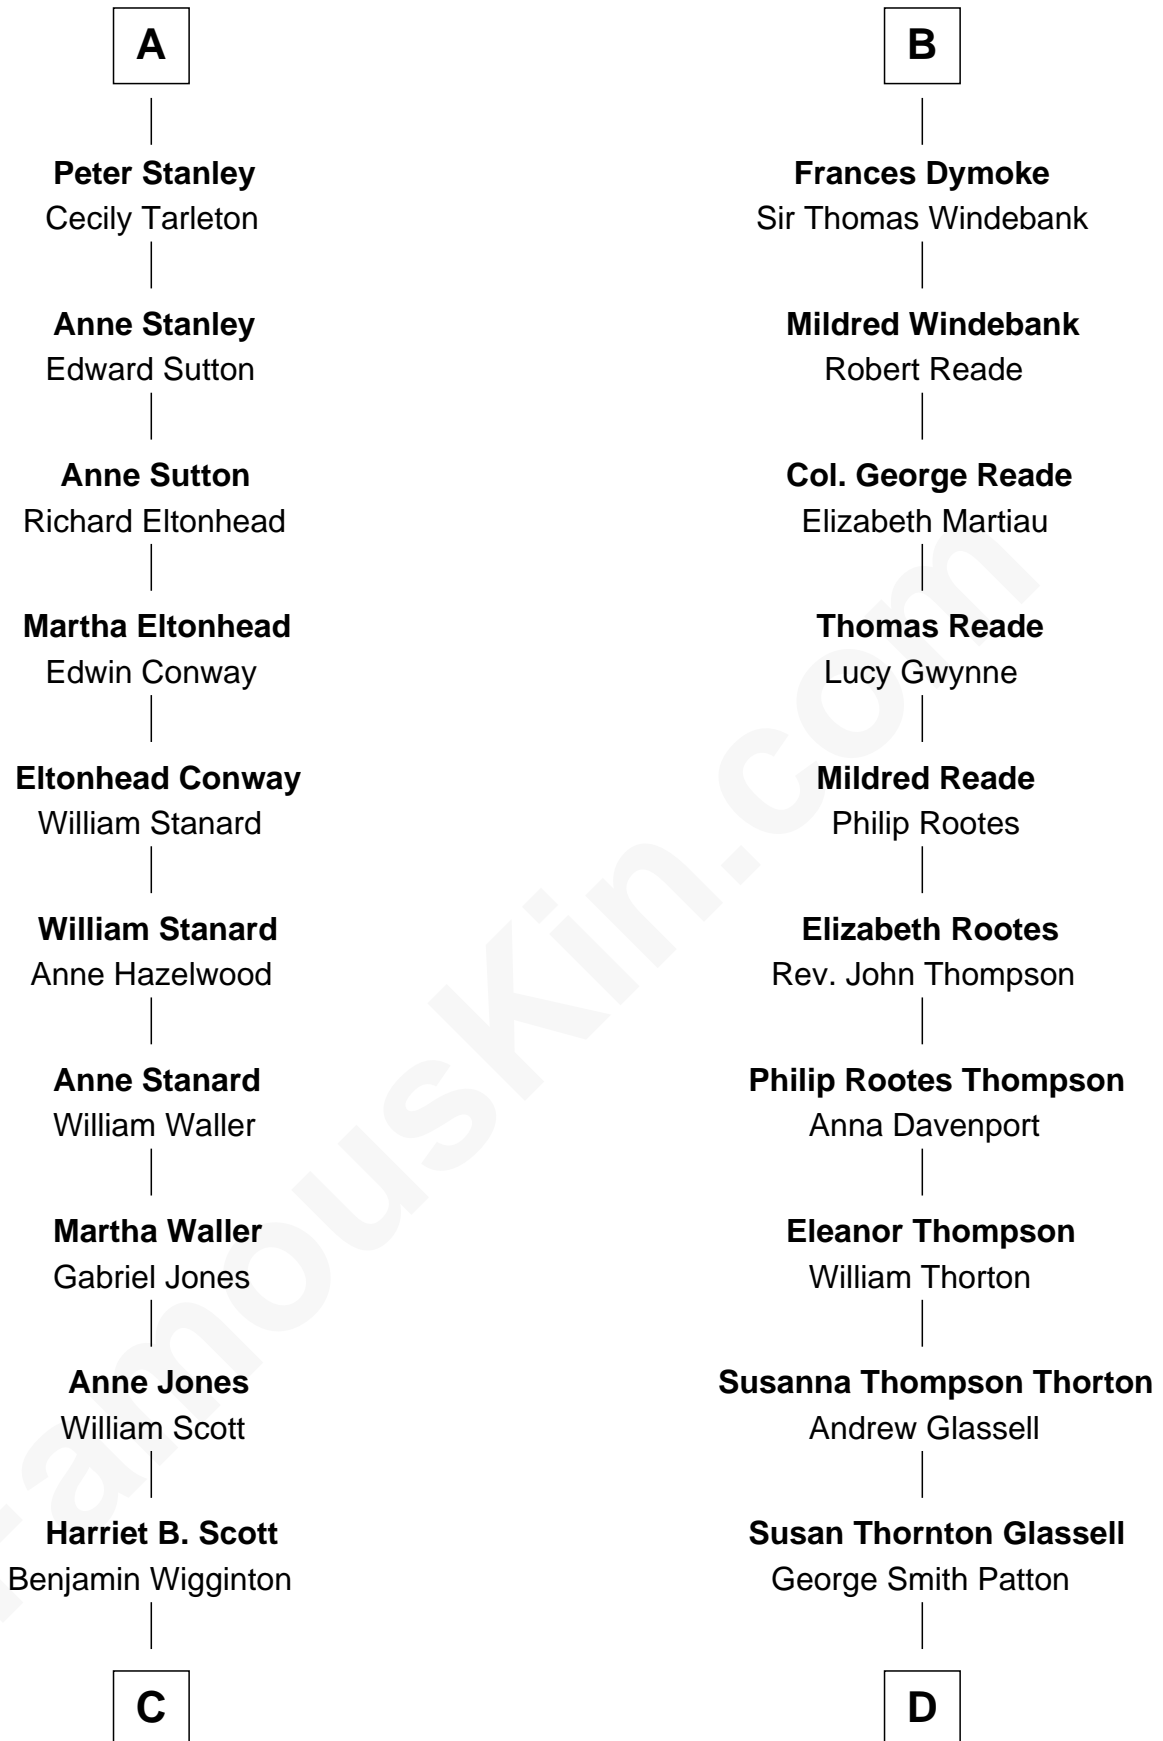 A
Peter Stanley
Cecily Tarleton
Anne Stanley
Edward Sutton
Anne Sutton
Richard Eltonhead
Martha Eltonhead
Edwin Conway
Eltonhead Conway
William Stanard
William Stanard
Anne Hazelwood
Anne Stanard
William Waller
Martha Waller
Gabriel Jones
Anne Jones
William Scott
Harriet B. Scott
Benjamin Wigginton
C
B
Frances Dymoke
Sir Thomas Windebank
Mildred Windebank
Robert Reade
Col. George Reade
Elizabeth Martiau
Thomas Reade
Lucy Gwynne
Mildred Reade
Philip Rootes
Elizabeth Rootes
Rev. John Thompson
Philip Rootes Thompson
Anna Davenport
Eleanor Thompson
William Thorton
Susanna Thompson Thorton
Andrew Glassell
Susan Thornton Glassell
George Smith Patton
D
FamousKin.com